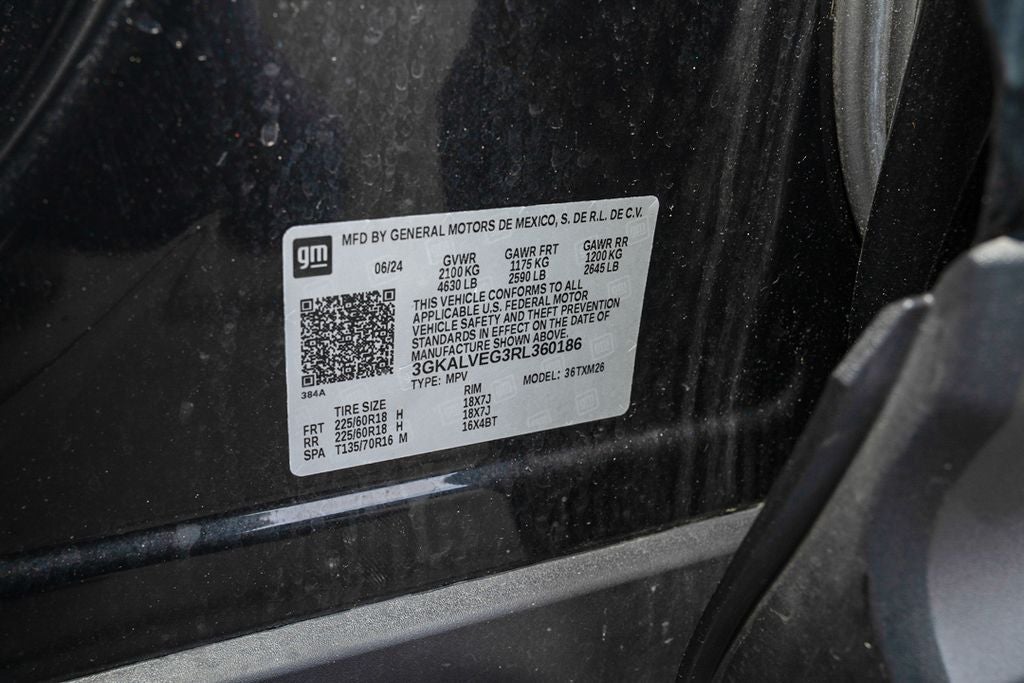 gm MFD BY GENERAL MOTORS DE MEXICO, S. DE R.L. DE C.V.
06/24 GVWR GAWR FRT GAWR RR
2100 KG 1175 KG 1200 KG
4630 LB 2590 LB 2645 LB
THIS VEHICLE CONFORMS TO ALL
APPLICABLE U.S. FEDERAL MOTOR
VEHICLE SAFETY AND THEFT PREVENTION
STANDARDS IN EFFECT ON THE DATE OF
MANUFACTURE SHOWN ABOVE.
3GKALVEG3RL360186
TYPE: MPV MODEL: 36TXM26
384A
TIRE SIZE RIM
FRT 225/60R18 H 18X7J
RR 225/60R18 H 18X7J
SPA T135/70R16 M 16X4BT